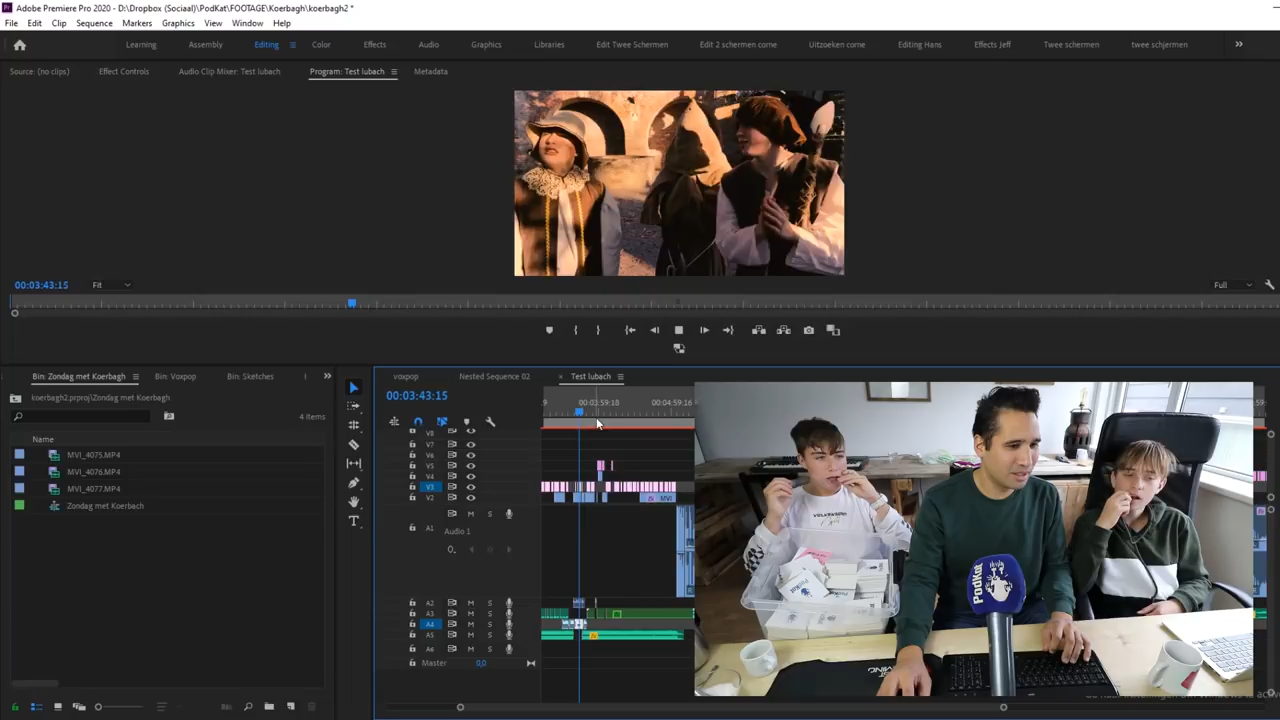 Adobe Premiere Pro 2020 - D:\Dropbox (Sociaal)\PodKat\FOOTAGE\Koerbagh\koerbagh2 *
File Edit Clip Sequence Markers Graphics View Window Help
Learning Assembly Editing Color Effects Audio Graphics Libraries Edit Twee Schermen Edit 2 schermen corne Uitzoeken corne Editing Hans Effects Jeff Twee schermen twee schjermen
Source: (no clips) Effect Controls Audio Clip Mixer: Test lubach Program: Test lubach Metadata
00:03:43:15 Fit Full
Bin: Zondag met Koerbagh Bin: Voxpop Bin: Sketches
koerbagh2.prproj\Zondag met Koerbagh
4 Items
Name
MVI_4075.MP4
MVI_4076.MP4
MVI_4077.MP4
Zondag met Koerbach
voxpop Nested Sequence 02 × Test lubach
00:03:43:15
00:03:59:18 00:04:59:16
V8
V7
V6
V5
V4
V3
V2
fx MVI
M S
A1 Audio 1
A2 M S
A3 M S
A4 M S
A5 M S
A6 M S
Master 0,0
PodKat